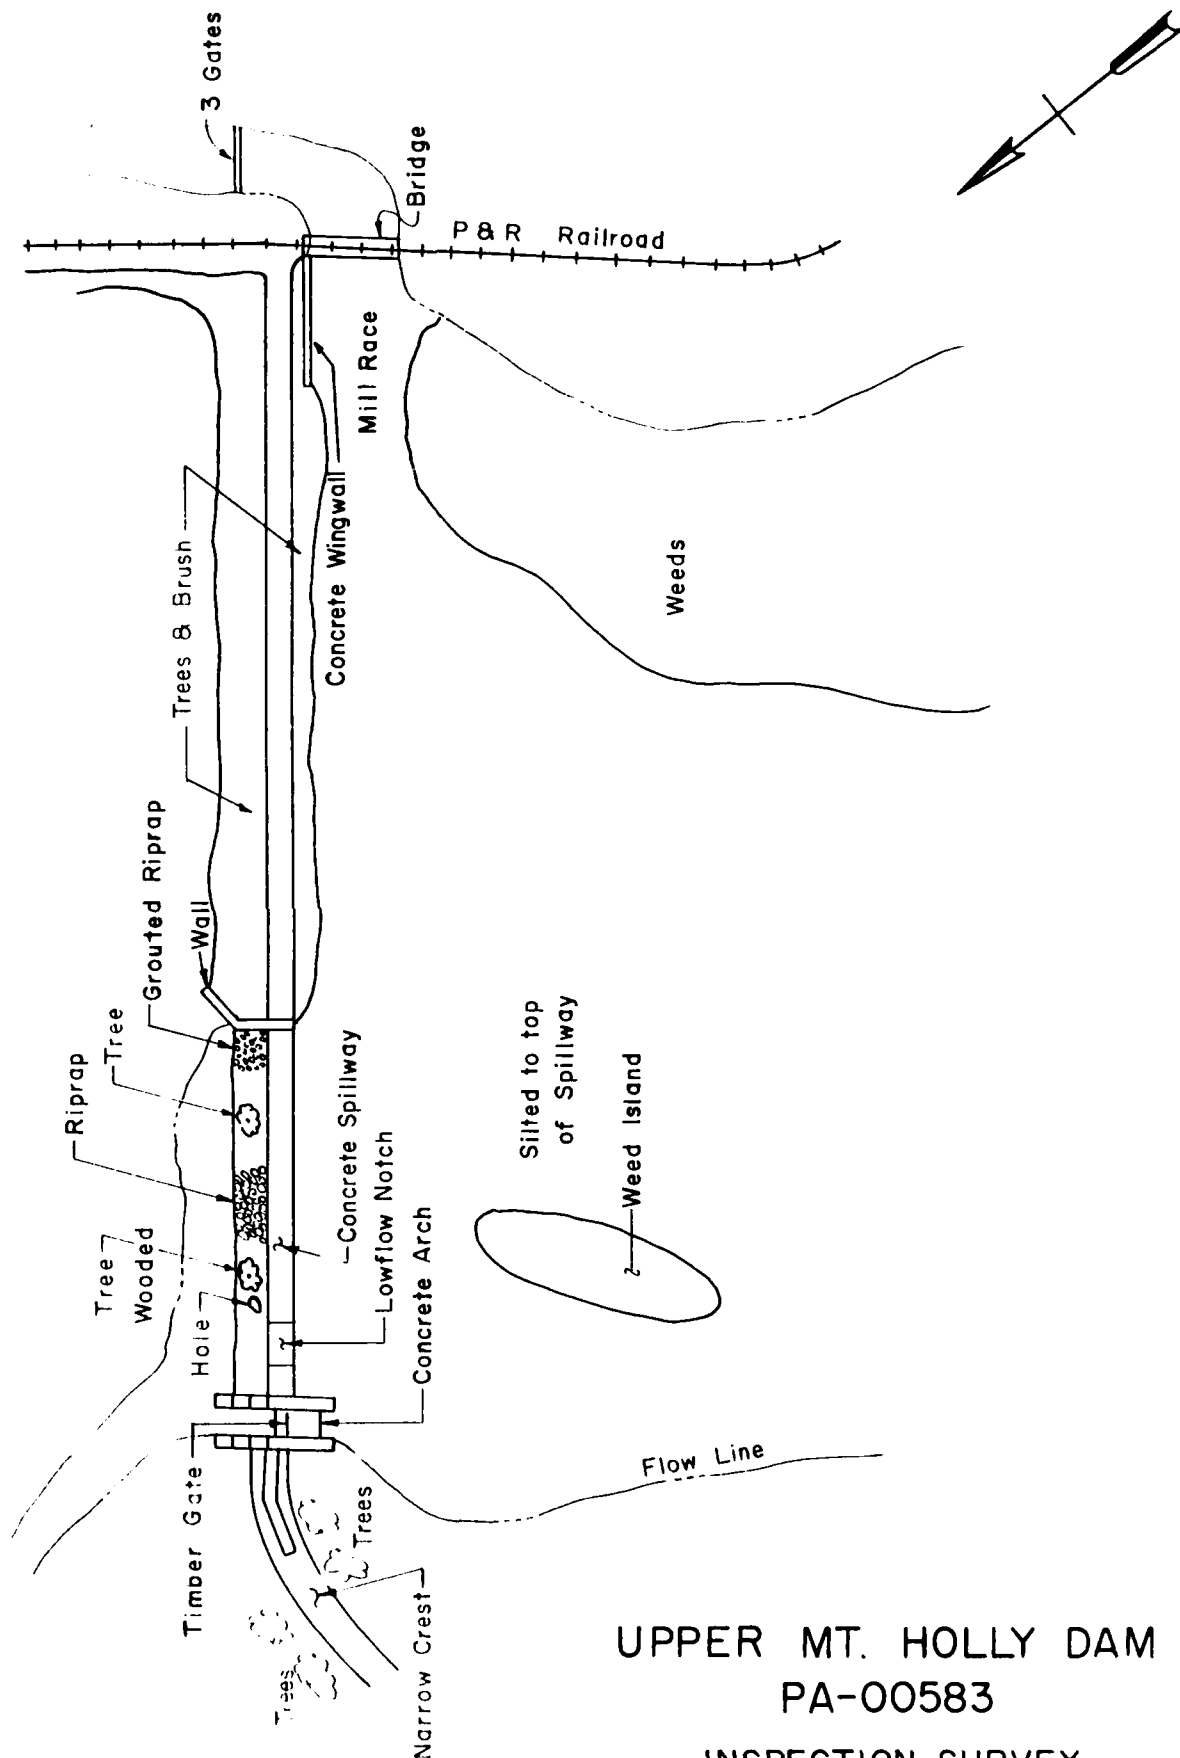 3 Gates
Bridge
P & R Railroad
Mill Race
Concrete Wingwall
Trees & Brush
Weeds
Grouted Riprap
Wall
Tree
Riprap
Tree
Wooded
Hole
Concrete Spillway
Lowflow Notch
Concrete Arch
Silted to top
of Spillway
Weed Island
Timber Gate
Flow Line
Trees
Trees
Narrow Crest
UPPER MT. HOLLY DAM
PA-00583
INSPECTION SURVEY